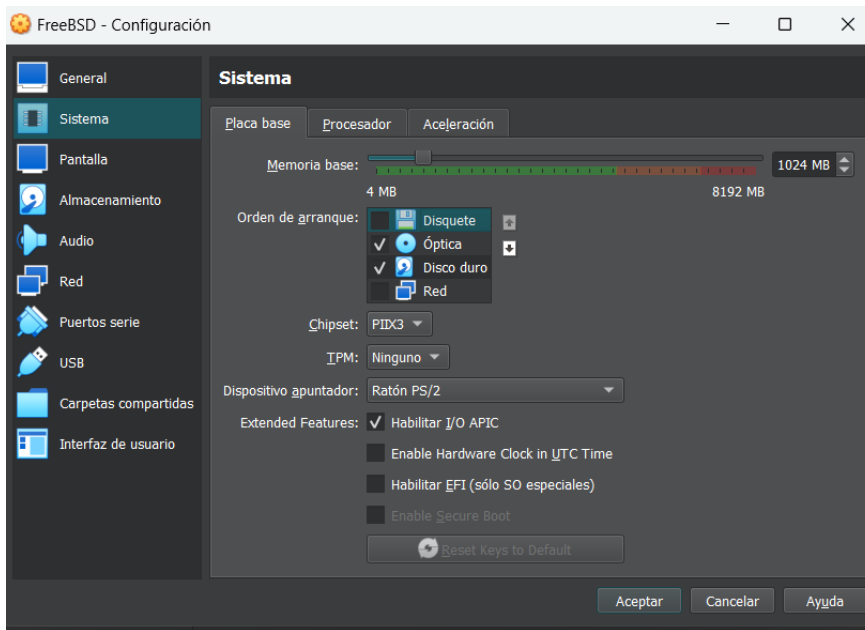 FreeBSD - Configuración
General
Sistema
Pantalla
Almacenamiento
Audio
Red
Puertos serie
USB
Carpetas compartidas
Interfaz de usuario
Sistema
Placa base Procesador Aceleración
Memoria base: 1024 MB
4 MB 8192 MB
Orden de arranque: Disquete
Óptica
Disco duro
Red
Chipset: PIIX3
TPM: Ninguno
Dispositivo apuntador: Ratón PS/2
Extended Features: Habilitar I/O APIC
Enable Hardware Clock in UTC Time
Habilitar EFI (sólo SO especiales)
Enable Secure Boot
Reset Keys to Default
Aceptar Cancelar Ayuda